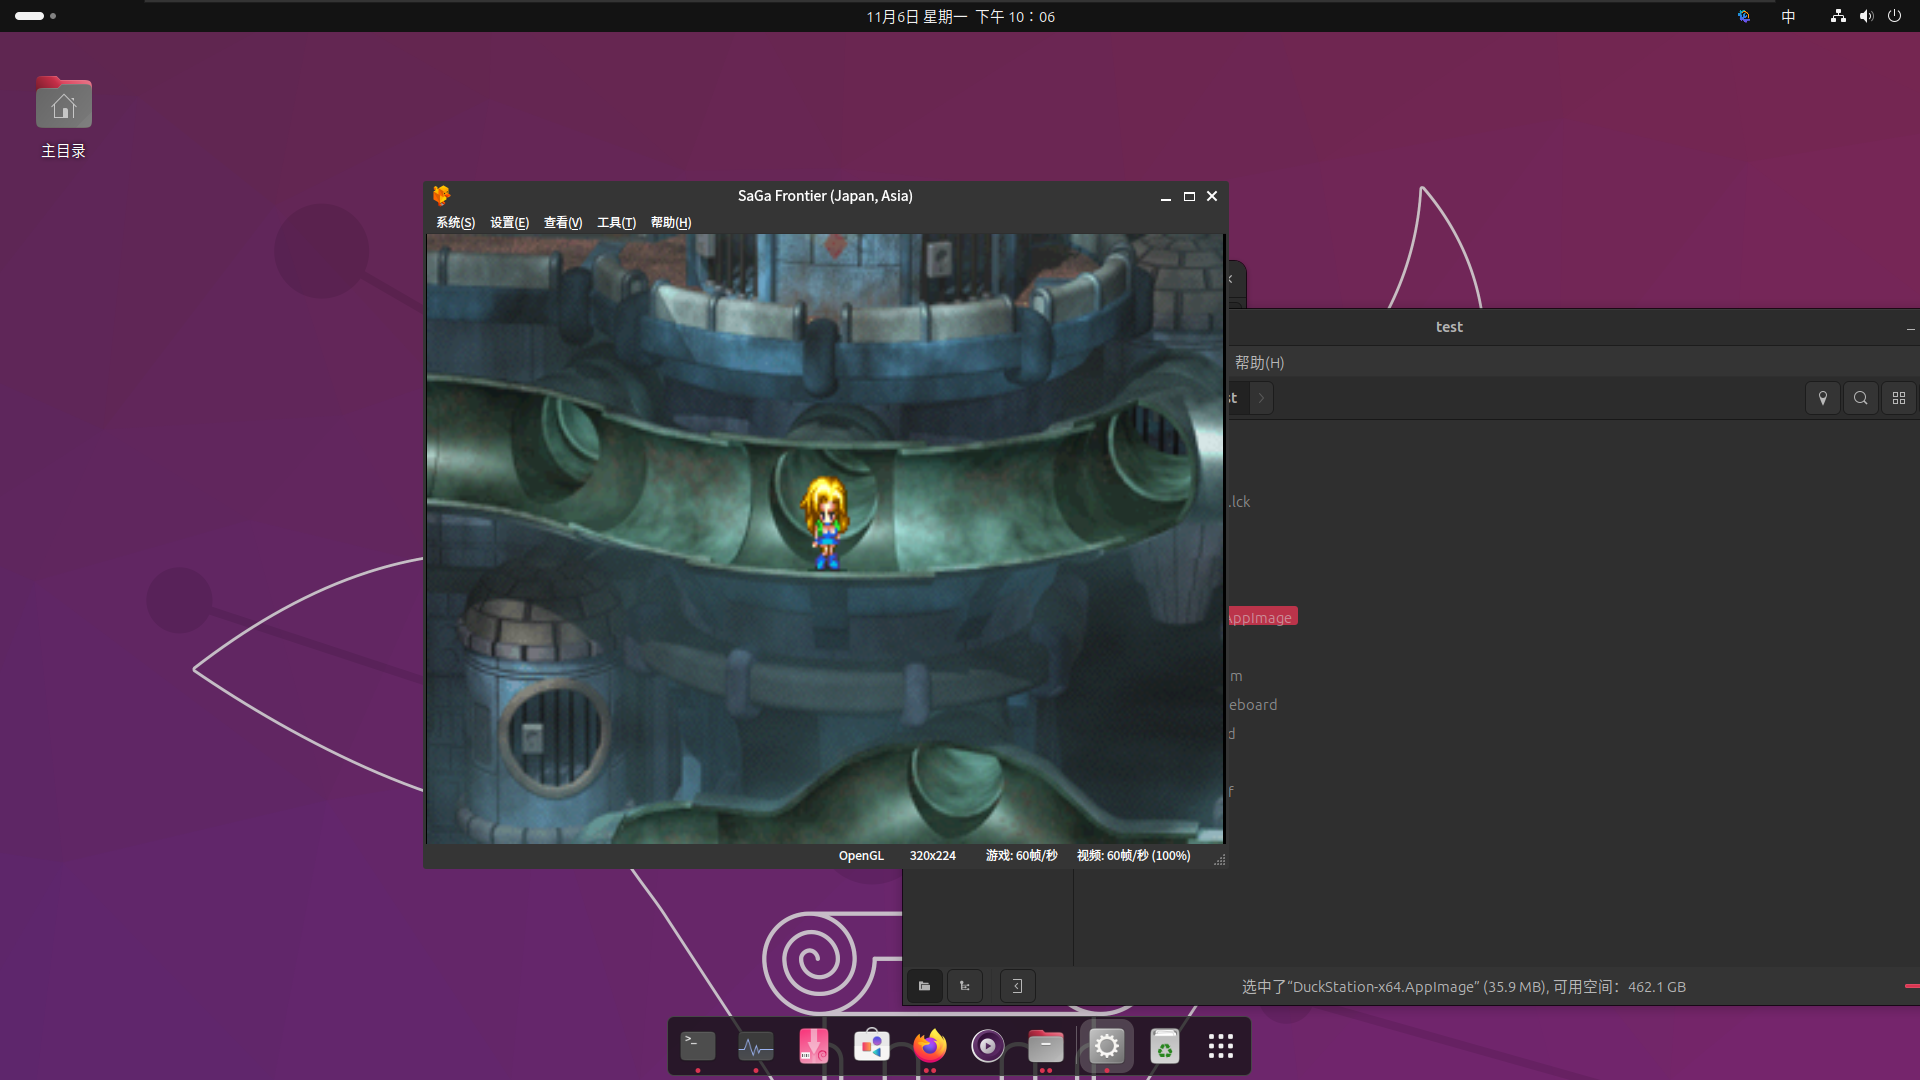 11月6日 星期一 下午 10：06
中
主目录
SaGa Frontier (Japan, Asia)
系统(S) 设置(E) 查看(V) 工具(T) 帮助(H)
test
帮助(H)
st
.lck
AppImage
m
eboard
d
f
OpenGL 320x224 游戏: 60帧/秒 视频: 60帧/秒 (100%)
选中了“DuckStation-x64.AppImage” (35.9 MB), 可用空间：462.1 GB